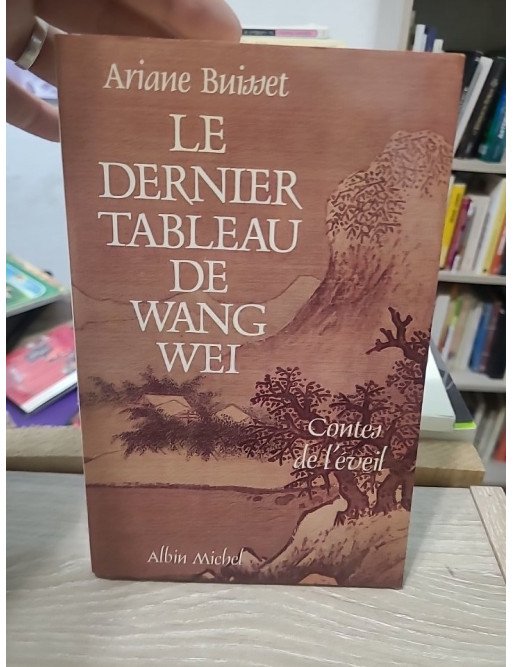 Ariane Buisset
LE
DERNIER
TABLEAU
DE
WANG
WEI
Contes
de l'éveil
Albin Michel